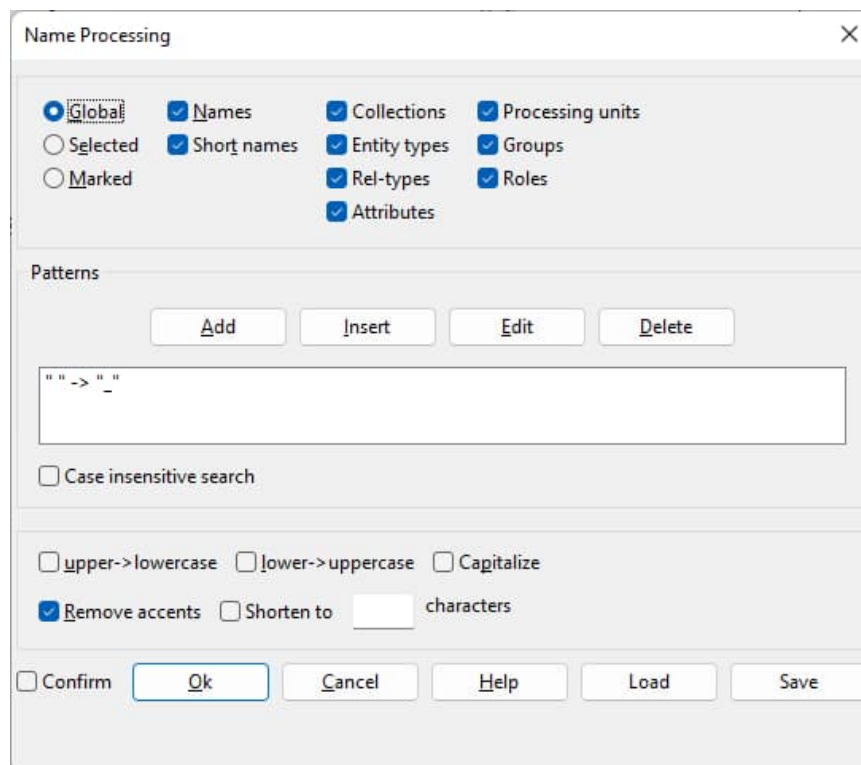 Name Processing
Global Names Collections Processing units
Selected Short names Entity types Groups
Marked Rel-types Roles
Attributes
Patterns
Add Insert Edit Delete
" " -> "_"
Case insensitive search
upper->lowercase lower->uppercase Capitalize
Remove accents Shorten to characters
Confirm Ok Cancel Help Load Save